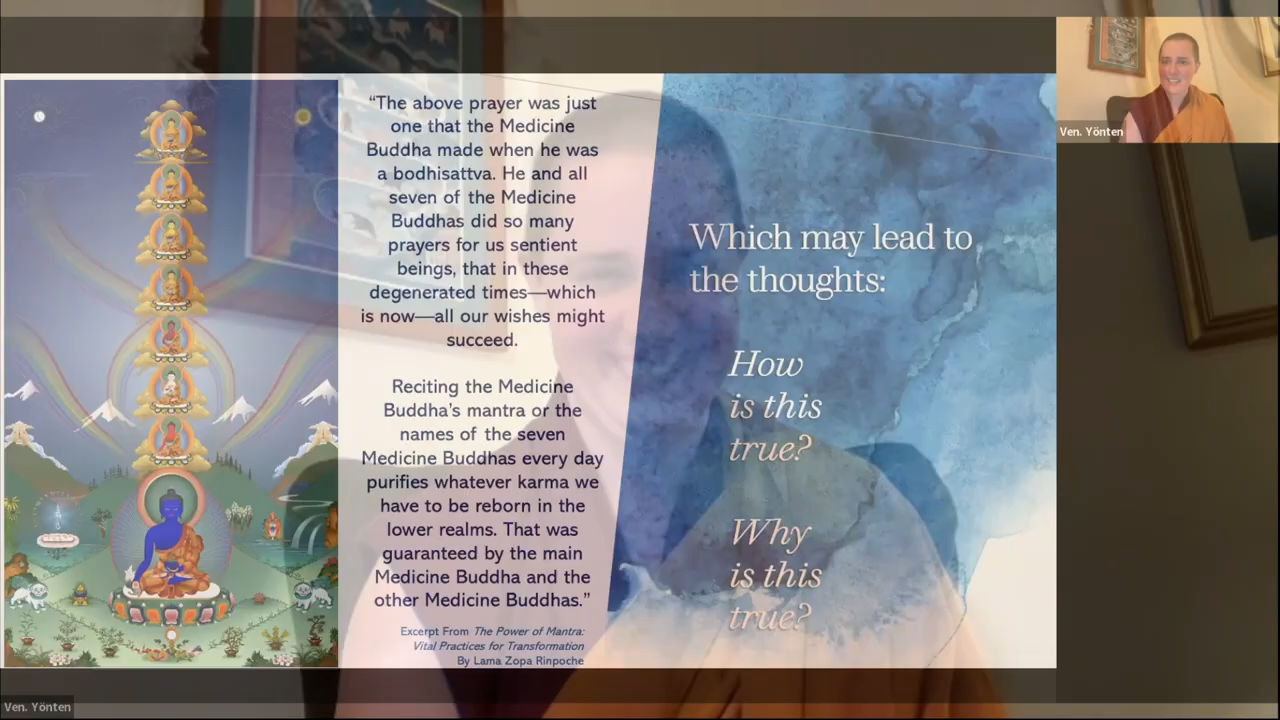 “The above prayer was just
one that the Medicine
Buddha made when he was
a bodhisattva. He and all
seven of the Medicine
Buddhas did so many
prayers for us sentient
beings, that in these
degenerated times—which
is now—all our wishes might
succeed.
Reciting the Medicine
Buddha’s mantra or the
names of the seven
Medicine Buddhas every day
purifies whatever karma we
have to be reborn in the
lower realms. That was
guaranteed by the main
Medicine Buddha and the
other Medicine Buddhas.”
Excerpt From The Power of Mantra:
Vital Practices for Transformation
By Lama Zopa Rinpoche
Which may lead to
the thoughts:
How
is this
true?
Why
is this
true?
Ven. Yönten
Ven. Yönten